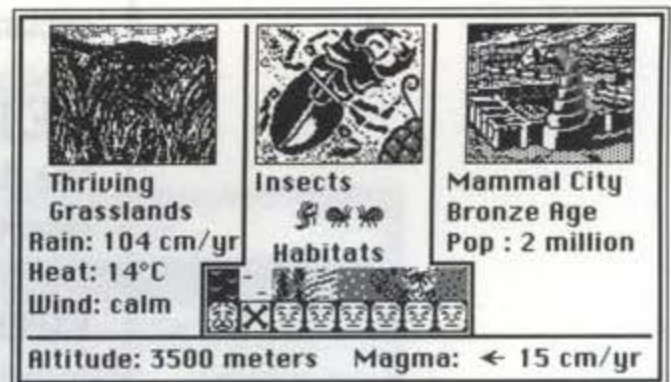 Thriving
Grasslands
Rain: 104 cm/yr
Heat: 14°C
Wind: calm
Insects
Habitats
Mammal City
Bronze Age
Pop : 2 million
Altitude: 3500 meters Magma: ← 15 cm/yr